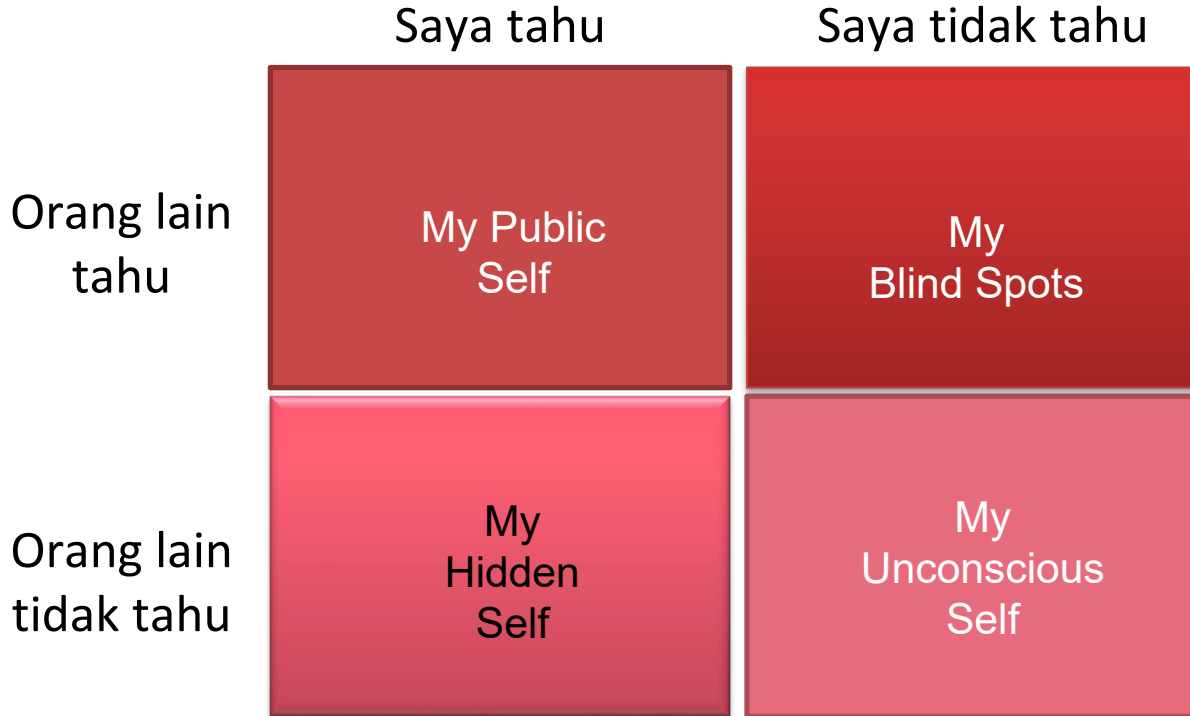 Saya tahu
Saya tidak tahu
Orang lain
tahu
My Public
Self
My
Blind Spots
Orang lain
tidak tahu
My
Hidden
Self
My
Unconscious
Self